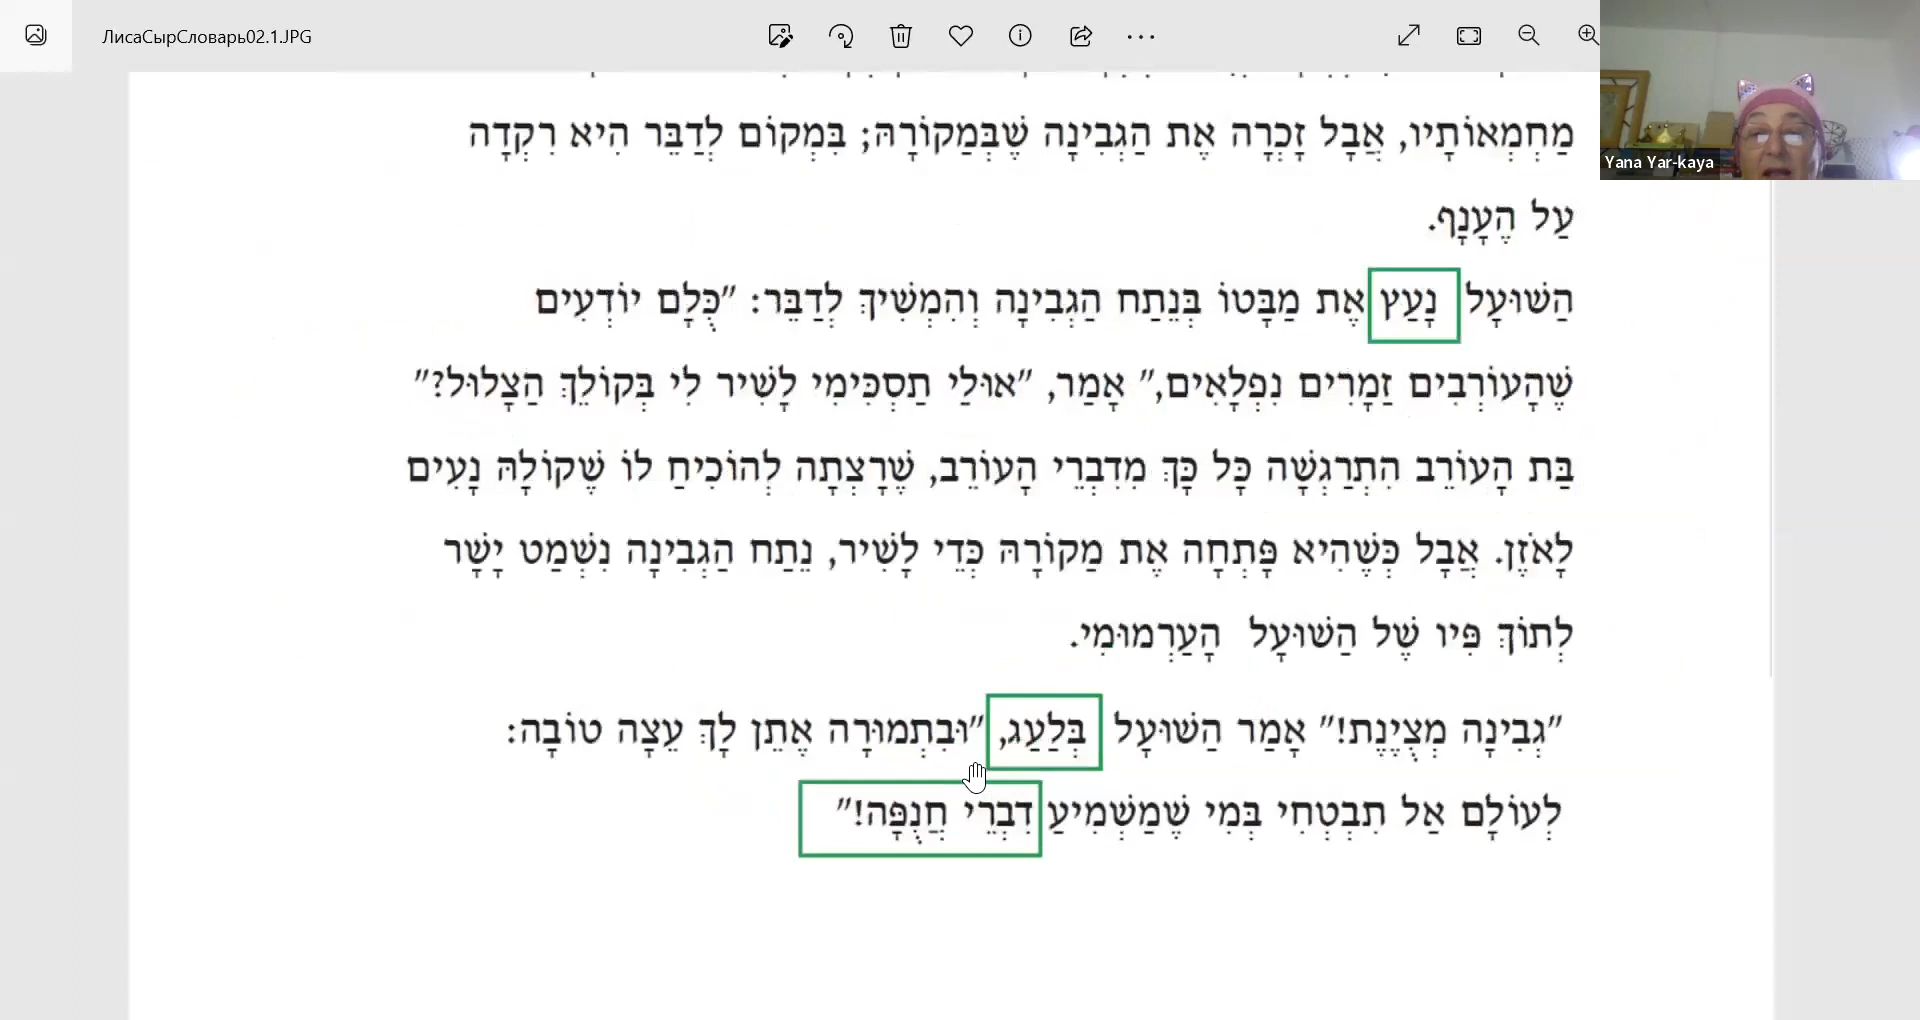 ЛисаСырСловарь02.1.JPG
Yana Yar-kaya
מַחְמְאוֹתָיו, אֲבָל זָכְרָה אֶת הַגְּבִינָה שֶׁבְּמַקּוֹרָהּ; בִּמְקוֹם לְדַבֵּר הִיא רִקְּדָה
עַל הֶעָנָף.
הַשּׁוּעָל נָעַץ אֶת מַבָּטוֹ בְּנֵתַח הַגְּבִינָה וְהִמְשִׁיךְ לְדַבֵּר: "כֻּלָּם יוֹדְעִים
שֶׁהָעוֹרְבִים זַמָּרִים נִפְלָאִים," אָמַר, "אוּלַי תַסְכִּימִי לָשִׁיר לִי בְּקוֹלֵךְ הַצָּלוּל?"
בַּת הָעוֹרֵב הִתְרַגְּשָׁה כָּל כָּךְ מִדִּבְרֵי הָעוֹרֵב, שֶׁרָצְתָה לְהוֹכִיחַ לוֹ שֶׁקּוֹלָהּ נָעִים
לָאֹזֶן. אֲבָל כְּשֶׁהִיא פָּתְחָה אֶת מַקּוֹרָהּ כְּדֵי לָשִׁיר, נֵתַח הַגְּבִינָה נִשְׁמַט יָשָׁר
לְתוֹךְ פִּיו שֶׁל הַשּׁוּעָל הָעַרְמוּמִי.
"גְּבִינָה מְצֻיֶּנֶת!" אָמַר הַשּׁוּעָל בְּלַעַג, "וּבִתְמוּרָה אֶתֵּן לָךְ עֵצָה טוֹבָה:
לְעוֹלָם אַל תִּבְטְחִי בְּמִי שֶׁמַּשְׁמִיעַ דִּבְרֵי חֲנֻפָּה!"